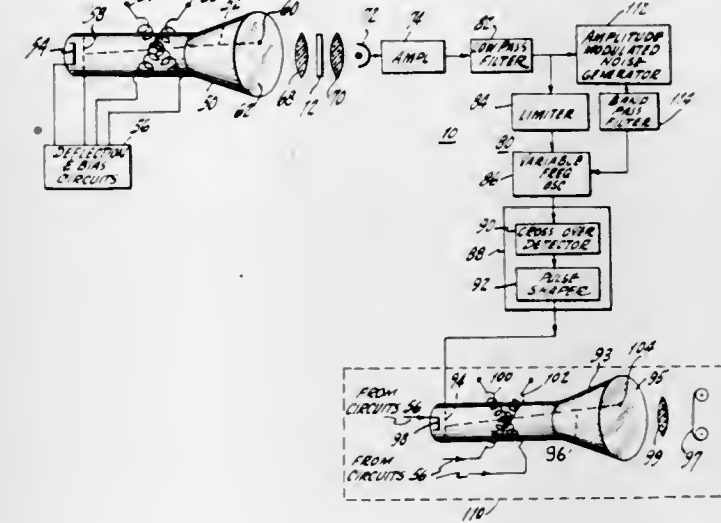 58
52
60
72
74
82
112
54
AMPL
LOW PASS
FILTER
AMPLITUDE
MODULATED
NOISE
GENERATOR
50
62
68
72
70
56
84
LIMITER
BAND
PASS
FILTER
114
DEFLECTION
& BIAS
CIRCUITS
10
80
86
VARIABLE
FREQ
OSC
90
CROSS OVER
DETECTOR
88
92
PULSE
SHAPER
93
104
94
100
102
95
FROM
CIRCUITS 56
98
FROM
CIRCUITS 56
96
99
97
110